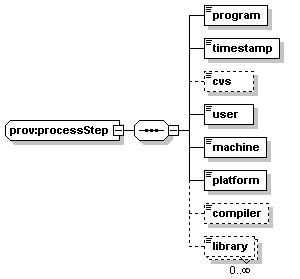 program
timestamp
cvs
user
prov:processStep
machine
platform
compiler
library
0..∞